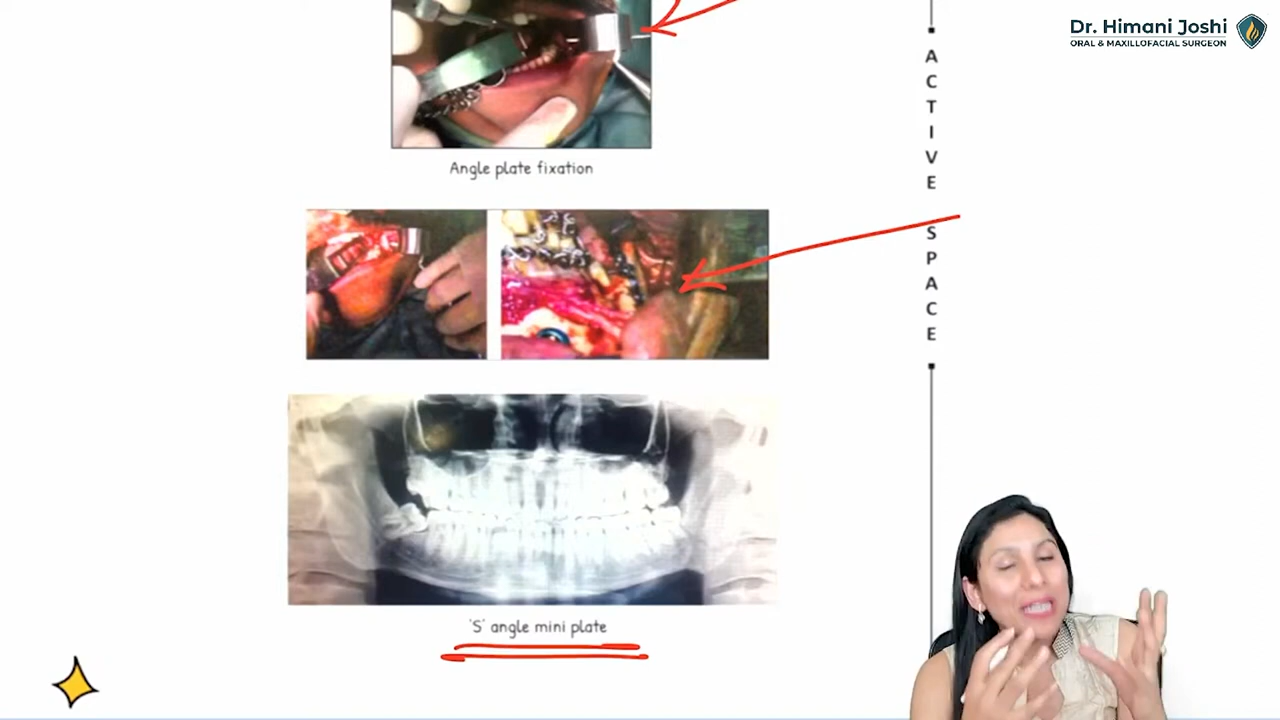 Dr. Himani Joshi
ORAL & MAXILLOFACIAL SURGEON
ACTIVE
SPACE
Angle plate fixation
'S' angle mini plate